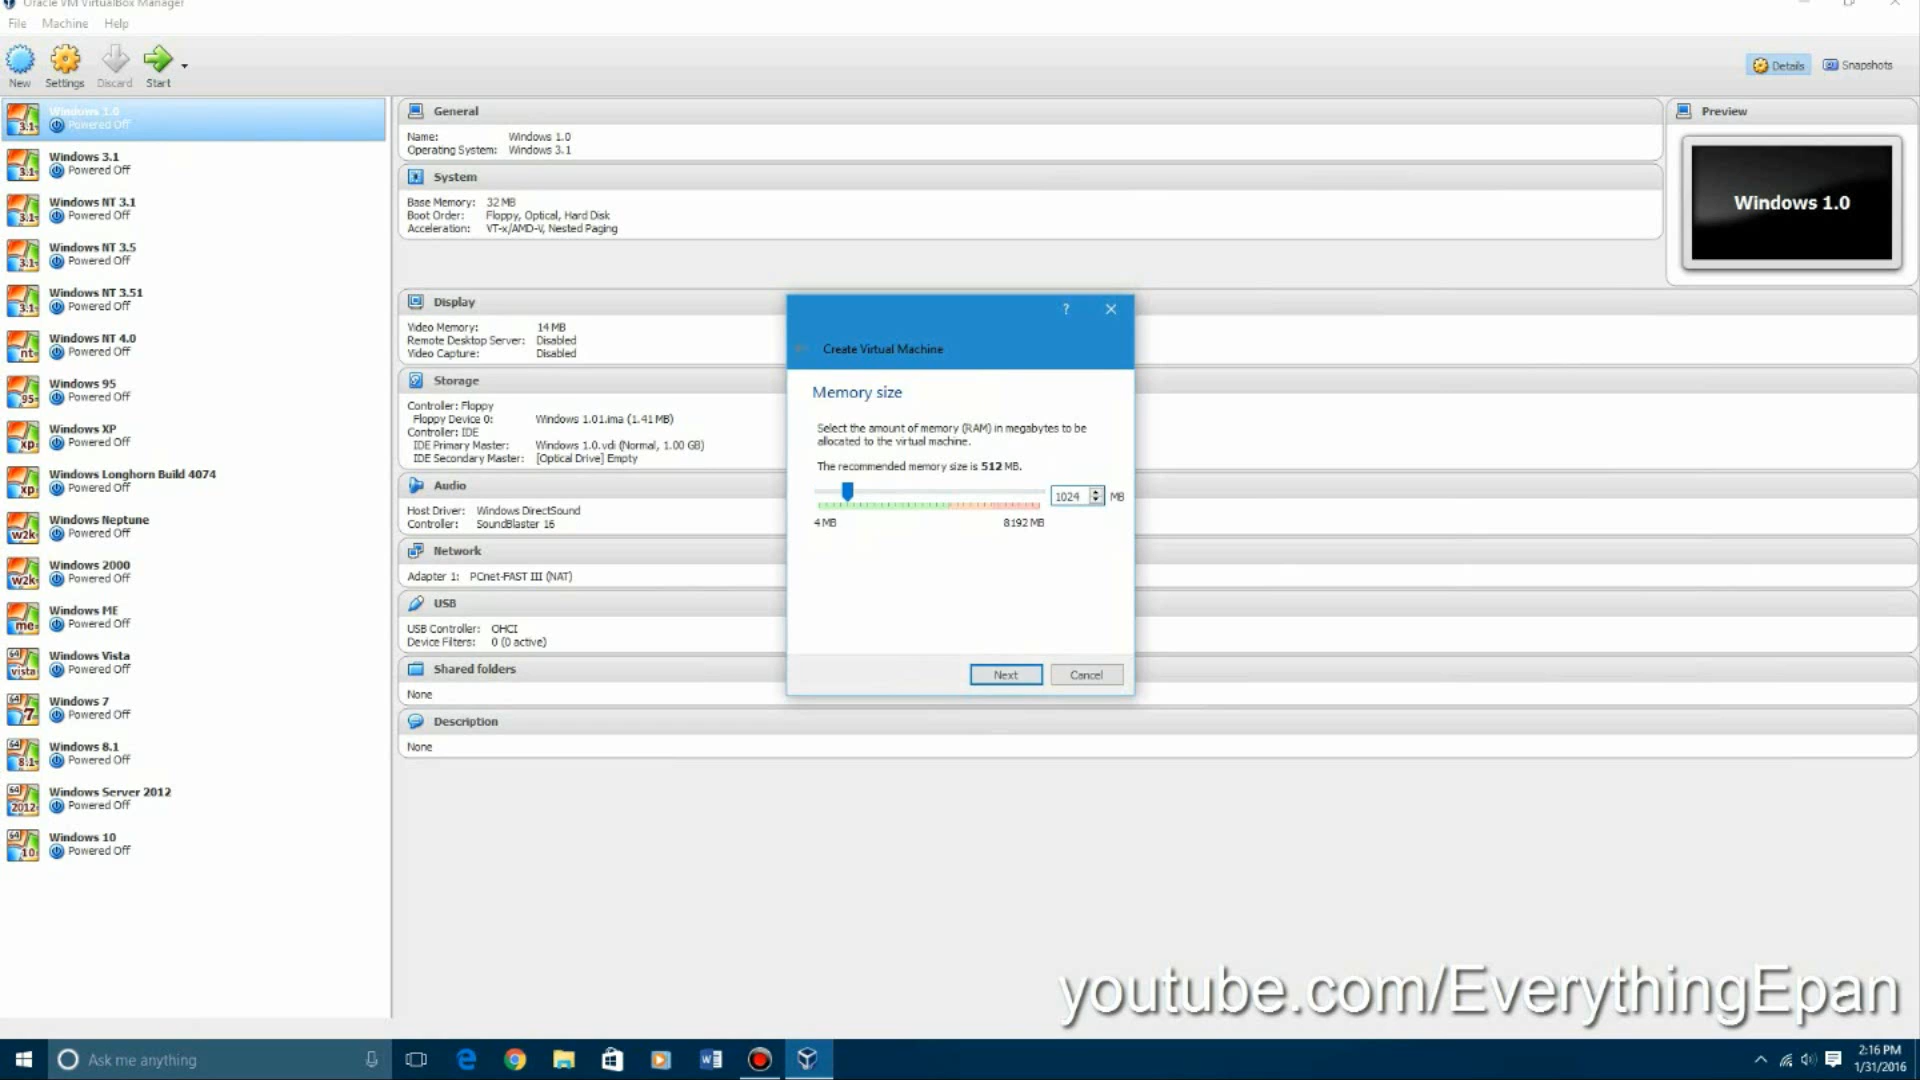 Oracle VM VirtualBox Manager
File Machine Help
New Settings Discard Start
Details Snapshots
Windows 1.0
Powered Off
Windows 3.1
Powered Off
Windows NT 3.1
Powered Off
Windows NT 3.5
Powered Off
Windows NT 3.51
Powered Off
Windows NT 4.0
Powered Off
Windows 95
Powered Off
Windows XP
Powered Off
Windows Longhorn Build 4074
Powered Off
Windows Neptune
Powered Off
Windows 2000
Powered Off
Windows ME
Powered Off
Windows Vista
Powered Off
Windows 7
Powered Off
Windows 8.1
Powered Off
Windows Server 2012
Powered Off
Windows 10
Powered Off
General
Name: Windows 1.0
Operating System: Windows 3.1
System
Base Memory: 32 MB
Boot Order: Floppy, Optical, Hard Disk
Acceleration: VT-x/AMD-V, Nested Paging
Display
Video Memory: 14 MB
Remote Desktop Server: Disabled
Video Capture: Disabled
Storage
Controller: Floppy
Floppy Device 0: Windows 1.01.ima (1.41 MB)
Controller: IDE
IDE Primary Master: Windows 1.0.vdi (Normal, 1.00 GB)
IDE Secondary Master: [Optical Drive] Empty
Audio
Host Driver: Windows DirectSound
Controller: SoundBlaster 16
Network
Adapter 1: PCnet-FAST III (NAT)
USB
USB Controller: OHCI
Device Filters: 0 (0 active)
Shared folders
None
Description
None
Preview
Windows 1.0
?
Create Virtual Machine
Memory size
Select the amount of memory (RAM) in megabytes to be
allocated to the virtual machine.
The recommended memory size is 512 MB.
1024 MB
4 MB 8192 MB
Next Cancel
youtube.com/EverythingEpan
Ask me anything
2:16 PM
1/31/2016